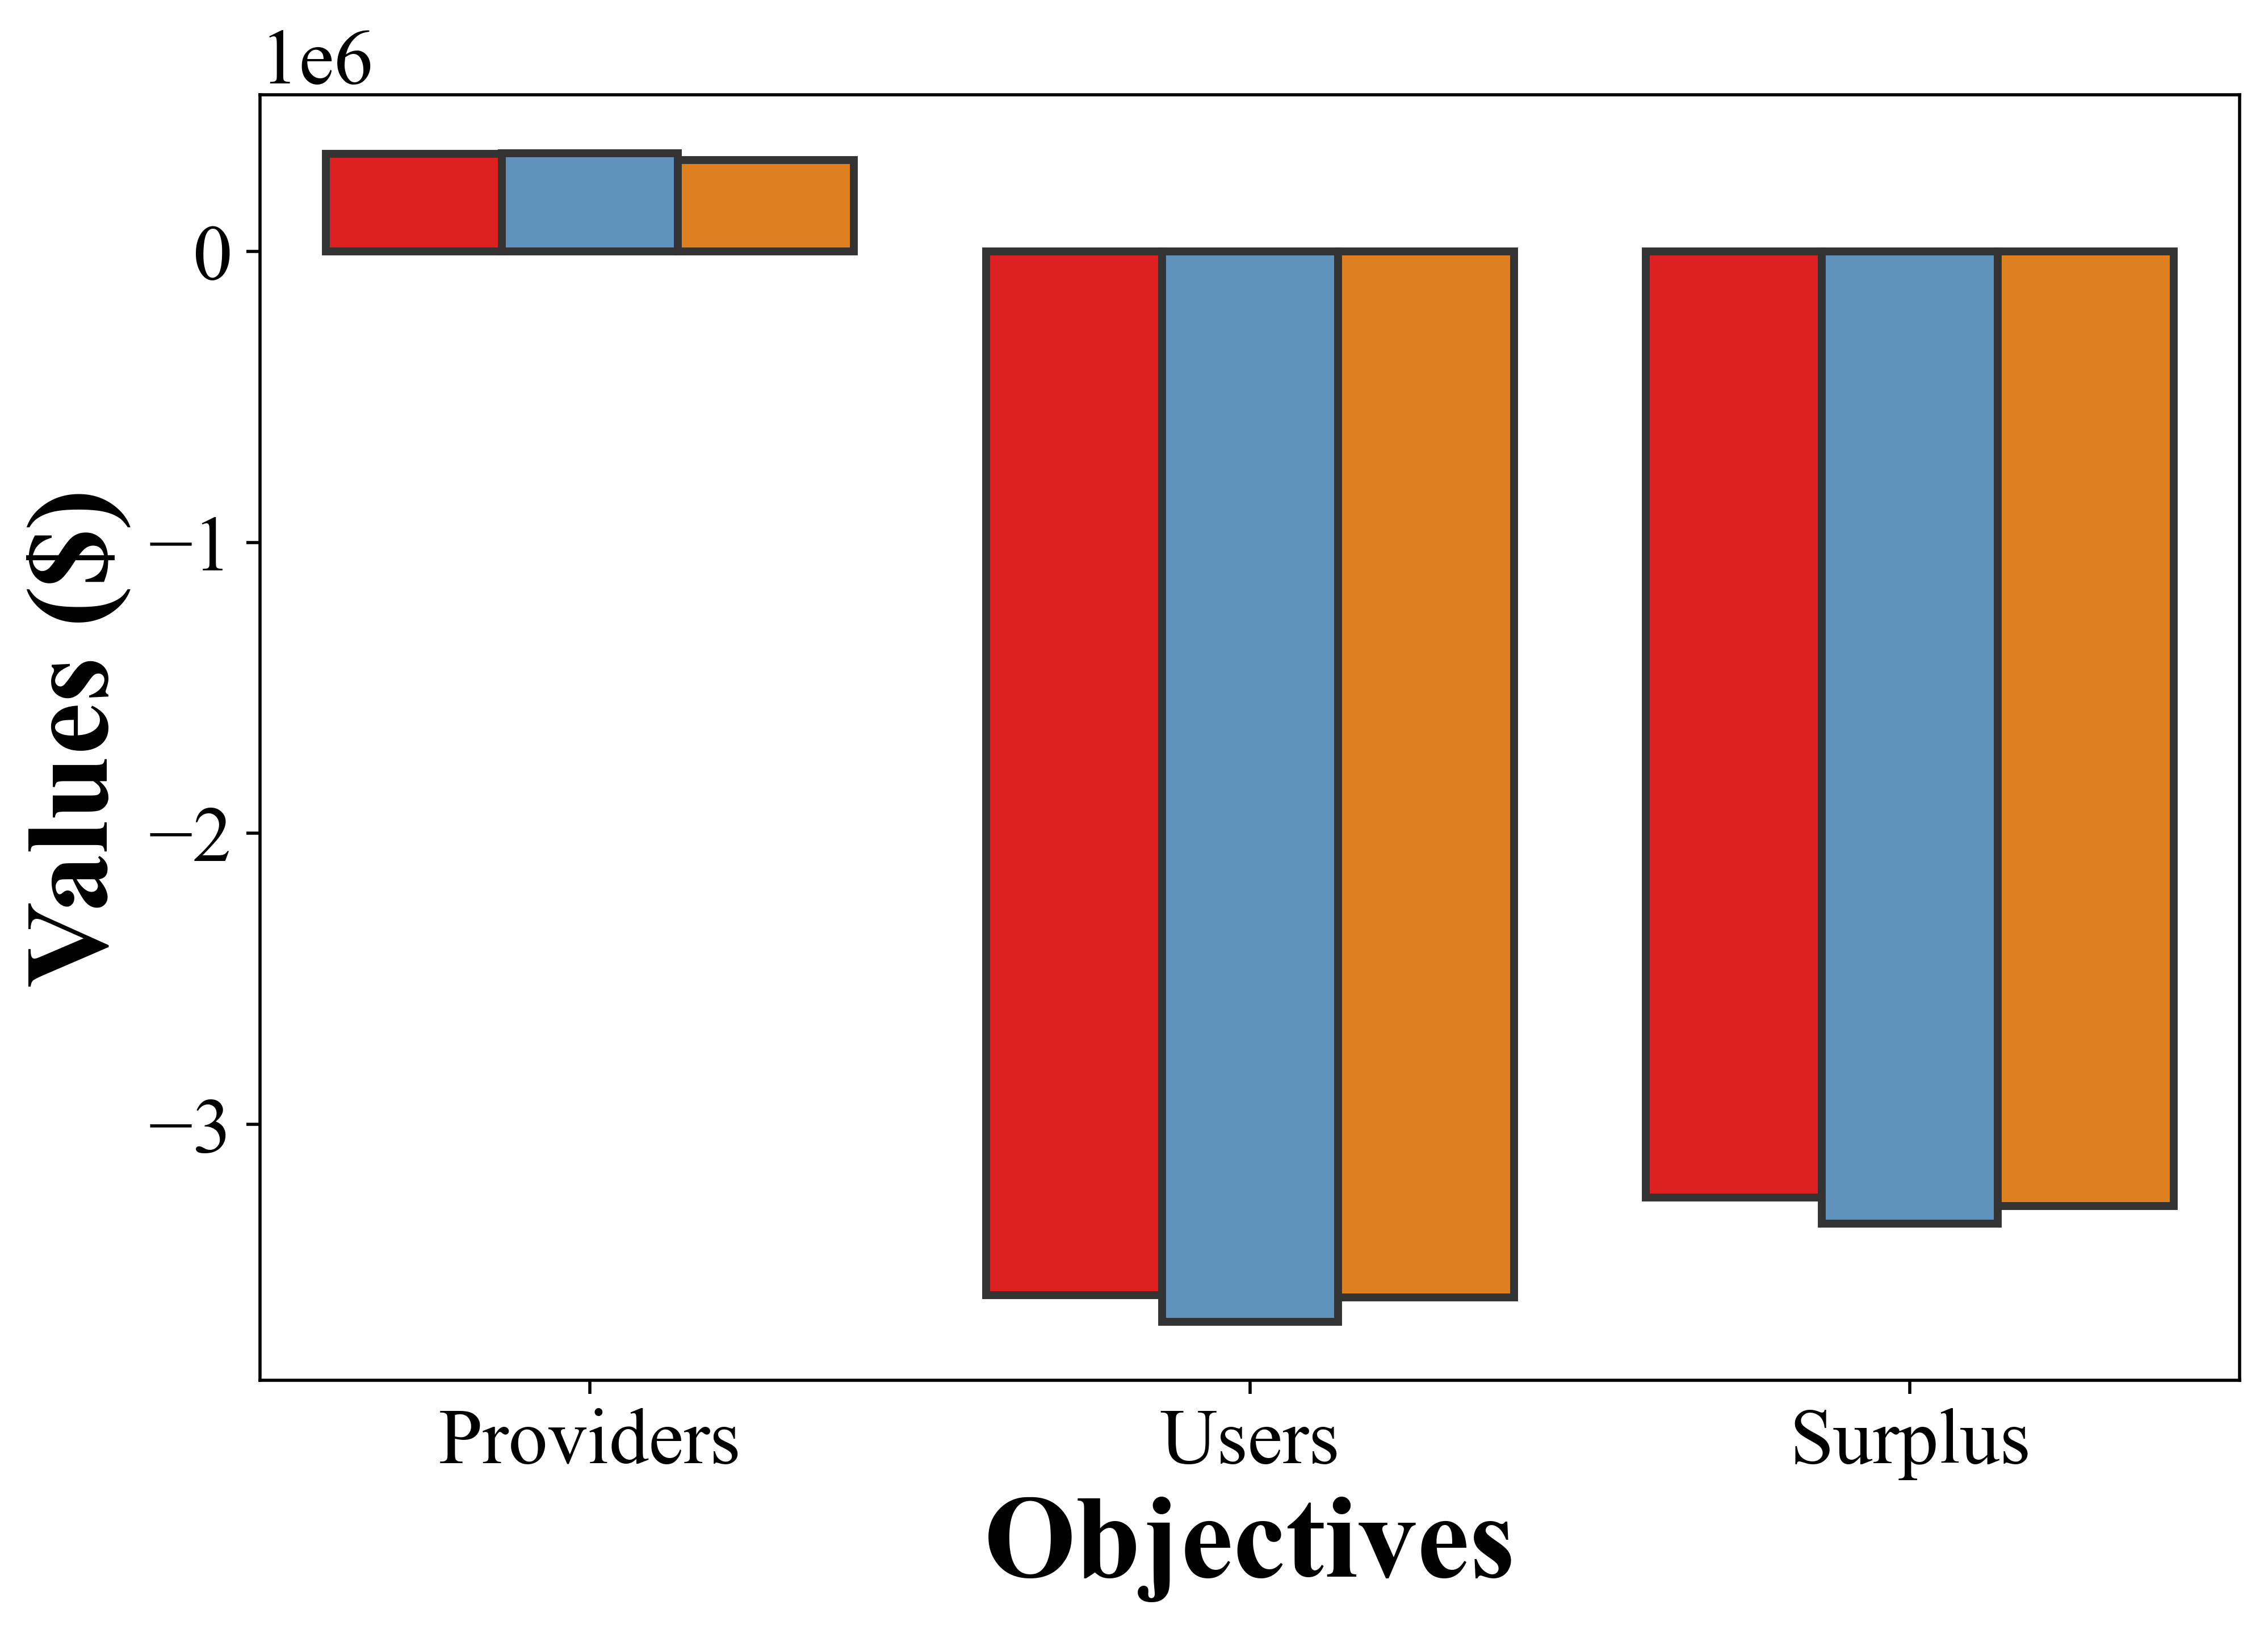 1e6
0
−1
−2
−3
Values ($)
Providers
Users
Surplus
Objectives